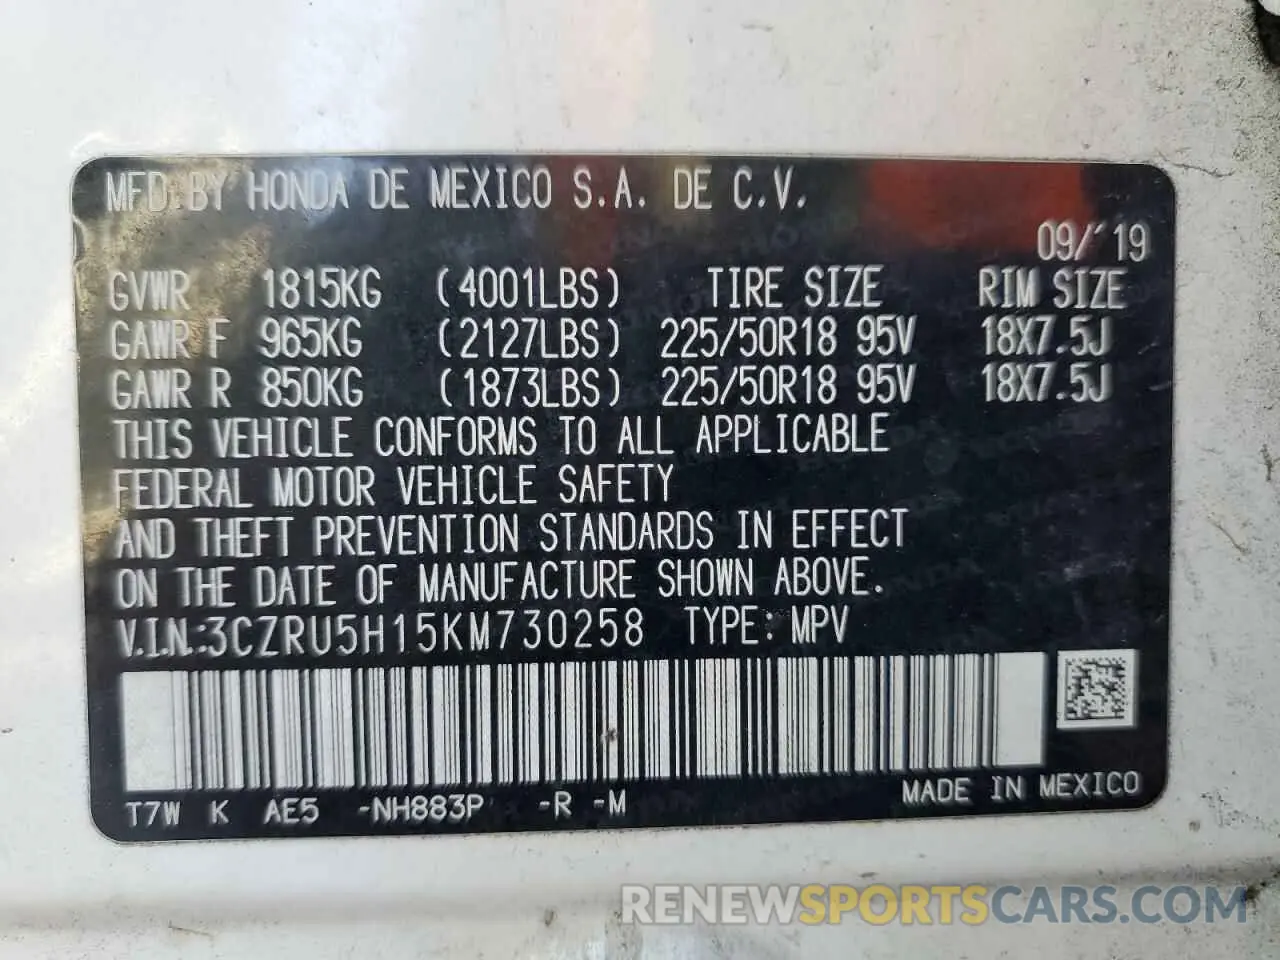 MFD.BY HONDA DE MEXICO S.A. DE C.V.
09/'19
GVWR 1815KG (4001LBS) TIRE SIZE RIM SIZE
GAWR F 965KG (2127LBS) 225/50R18 95V 18X7.5J
GAWR R 850KG (1873LBS) 225/50R18 95V 18X7.5J
THIS VEHICLE CONFORMS TO ALL APPLICABLE
FEDERAL MOTOR VEHICLE SAFETY
AND THEFT PREVENTION STANDARDS IN EFFECT
ON THE DATE OF MANUFACTURE SHOWN ABOVE.
V.I.N.:3CZRU5H15KM730258 TYPE: MPV
T7W K AE5 -NH883P -R -M MADE IN MEXICO
RENEWSPORTSCARS.COM